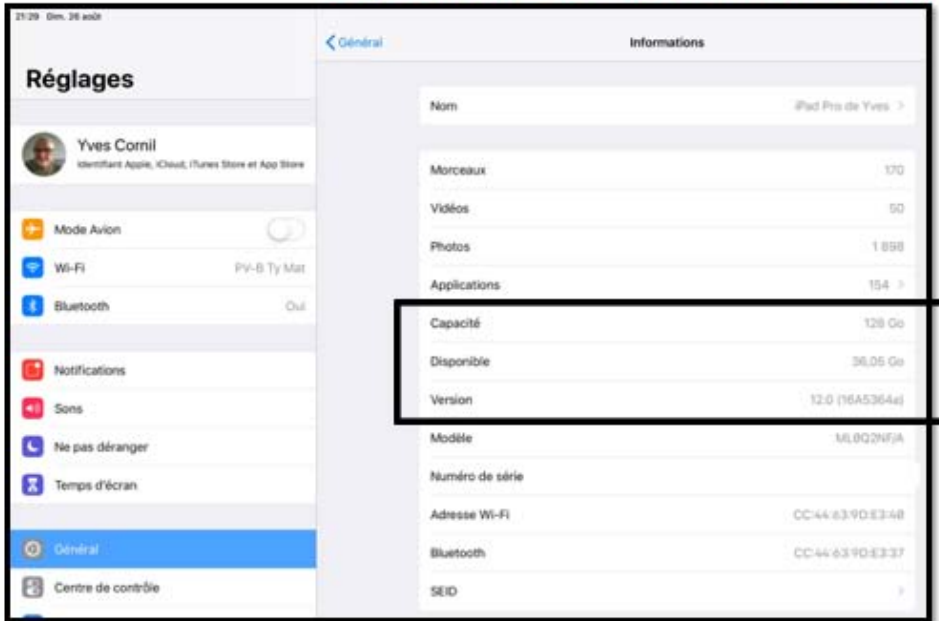 21:29 Dim. 26 août
Général
Informations
Réglages
Nom iPad Pro de Yves
Yves Cornil
Identifiant Apple, iCloud, iTunes Store et App Store
Morceaux 170
Vidéos 50
Mode Avion
Photos 1 898
Wi-Fi PV-6 Ty Mat
Applications 154
Bluetooth Oui
Capacité 128 Go
Disponible 36,05 Go
Notifications
Version 12.0 (16A5364a)
Sons
Modèle ML0Q2NF/A
Ne pas déranger
Numéro de série
Temps d'écran
Adresse Wi-Fi CC:44:63:9D:E3:40
Général
Bluetooth CC:44:63:9D:E3:37
Centre de contrôle
SEID